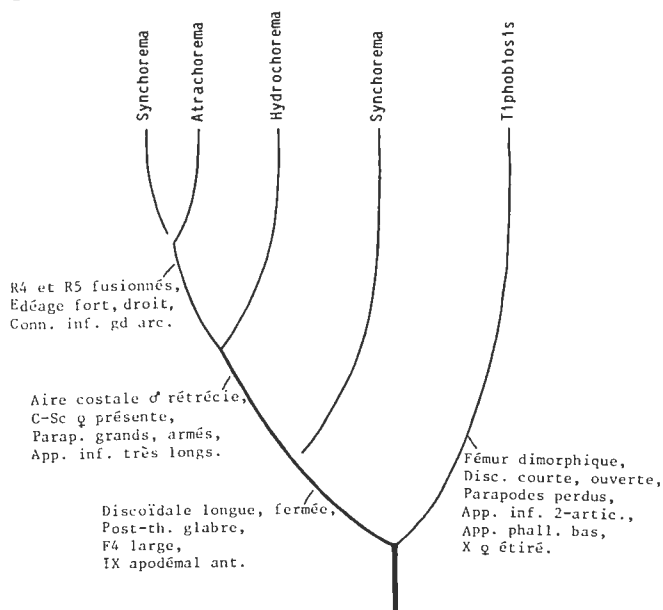 Synchorema
Atrachorema
Hydrochorema
Synchorema
Tiphobiosis
R4 et R5 fusionnés,
Edéage fort, droit,
Conn. inf. gd arc.
Aire costale ♂ rétrécie,
C-Sc ♀ présente,
Parap. grands, armés,
App. inf. très longs.
Discoïdale longue, fermée,
Post-th. glabre,
F4 large,
IX apodémal ant.
Fémur dimorphique,
Disc. courte, ouverte,
Parapodes perdus,
App. inf. 2-artic.,
App. phall. bas,
X ♀ étiré.